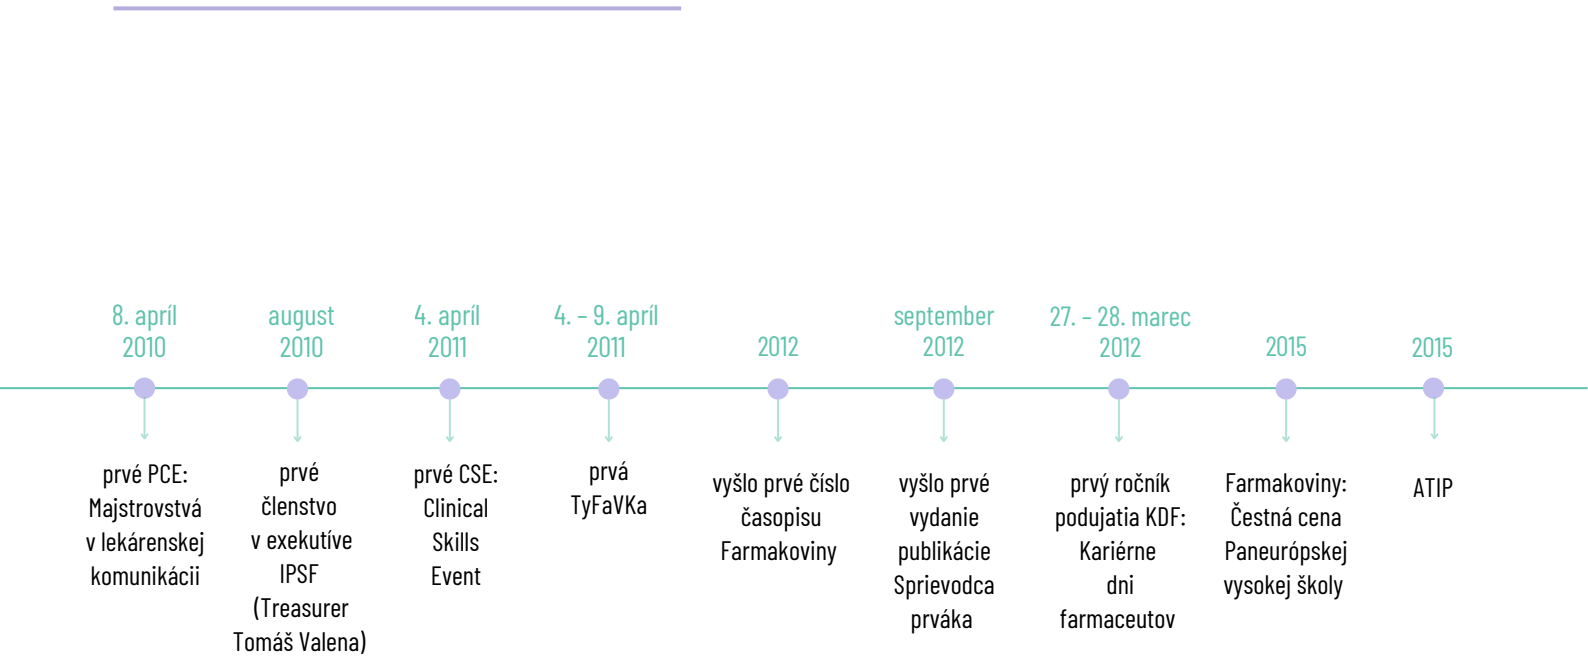 8. apríl
2010
prvé PCE:
Majstrovstvá
v lekárenskej
komunikácii
august
2010
prvé
členstvo
v exekutíve
IPSF
(Treasurer
Tomáš Valena)
4. apríl
2011
prvé CSE:
Clinical
Skills
Event
4. – 9. apríl
2011
prvá
TyFaVKa
2012
vyšlo prvé číslo
časopisu
Farmakoviny
september
2012
vyšlo prvé
vydanie
publikácie
Sprievodca
prváka
27. – 28. marec
2012
prvý ročník
podujatia KDF:
Kariérne
dni
farmaceutov
2015
Farmakoviny:
Čestná cena
Paneurópskej
vysokej školy
2015
ATIP